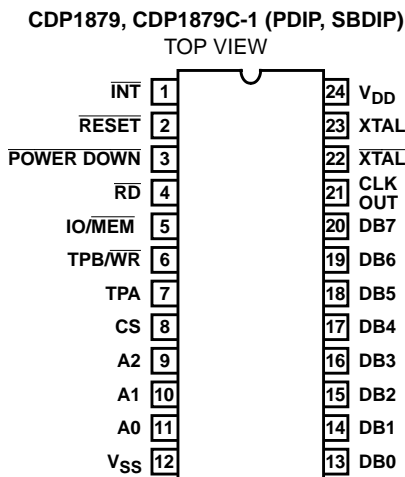 CDP1879, CDP1879C-1 (PDIP, SBDIP)
TOP VIEW
INT 1 24 VDD
RESET 2 23 XTAL
POWER DOWN 3 22 XTAL
RD 4 21 CLK OUT
IO/MEM 5 20 DB7
TPB/WR 6 19 DB6
TPA 7 18 DB5
CS 8 17 DB4
A2 9 16 DB3
A1 10 15 DB2
A0 11 14 DB1
VSS 12 13 DB0